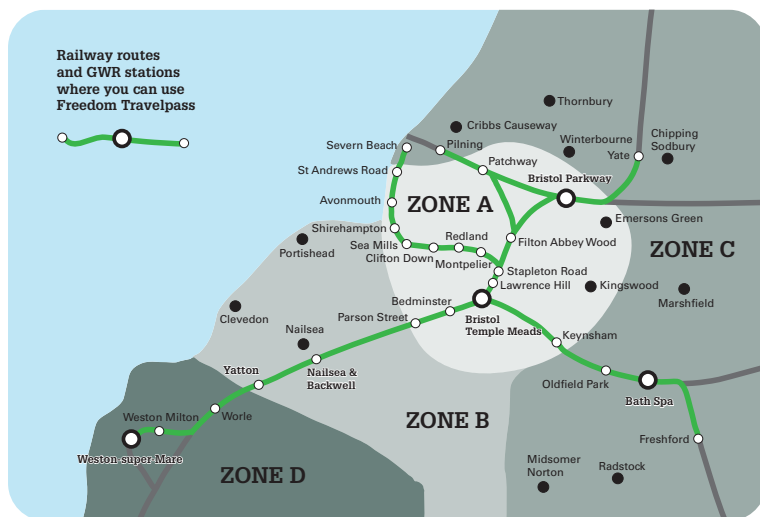 Railway routes
and GWR stations
where you can use
Freedom Travelpass
Thornbury
Cribbs Causeway
Severn Beach
Pilning
Winterbourne
Chipping
Sodbury
Patchway
Yate
St Andrews Road
Bristol Parkway
Avonmouth
ZONE A
Emersons Green
Shirehampton
Redland
Sea Mills
Filton Abbey Wood
ZONE C
Portishead
Clifton Down
Montpelier
Stapleton Road
Lawrence Hill
Kingswood
Marshfield
Bedminster
Clevedon
Parson Street
Bristol
Temple Meads
Nailsea
Keynsham
Yatton
Nailsea &
Backwell
Oldfield Park
Bath Spa
Weston Milton
Worle
ZONE B
Freshford
Weston-super-Mare
ZONE D
Midsomer
Norton
Radstock